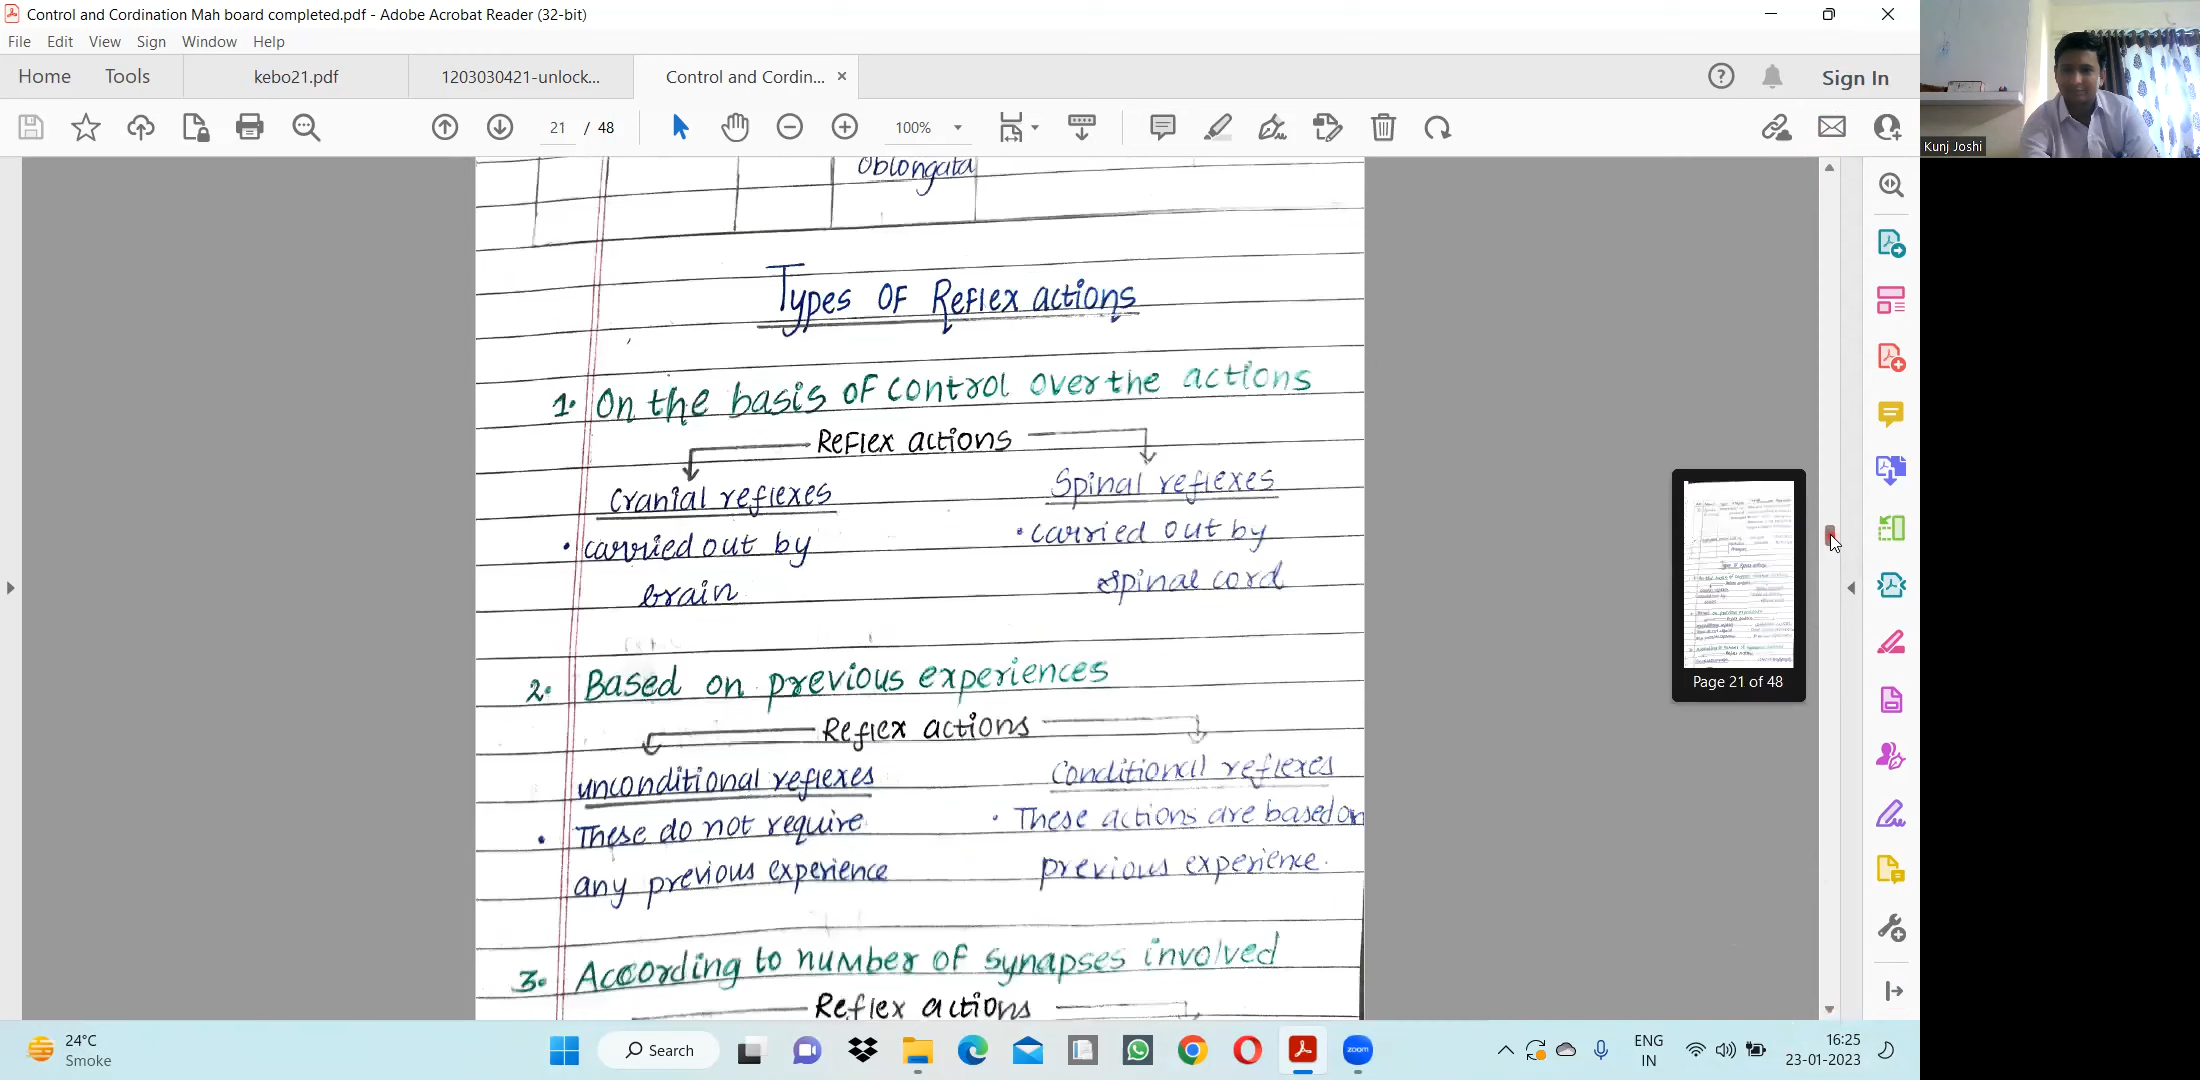 Control and Cordination Mah board completed.pdf - Adobe Acrobat Reader (32-bit)
File Edit View Sign Window Help
Home Tools kebo21.pdf 1203030421-unlock... Control and Cordin... × Sign In
21 / 48 100%
Kunj Joshi
Oblongata
Types OF Reflex actions
1. On the basis of control over the actions
Reflex actions
Cranial reflexes Spinal reflexes
• carried out by • carried out by
brain spinal cord
2. Based on previous experiences
Reflex actions
unconditional reflexes Conditional reflexes
• These do not require • These actions are based on
any previous experience previous experience.
3. According to number of synapses involved
Reflex actions
Page 21 of 48
24°C
Smoke
Search
zoom
ENG
IN
16:25
23-01-2023